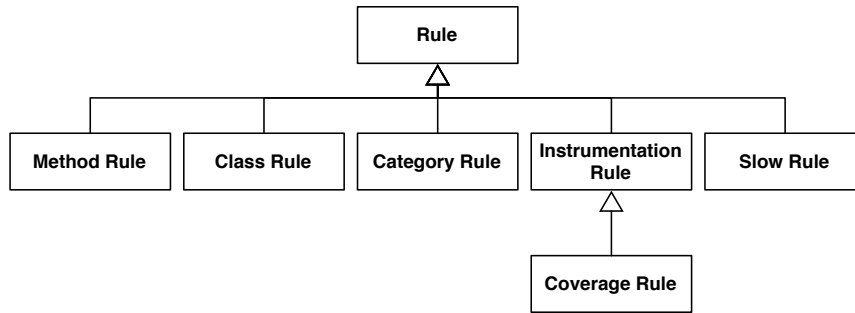 Rule
Method Rule
Class Rule
Category Rule
Instrumentation
Rule
Slow Rule
Coverage Rule